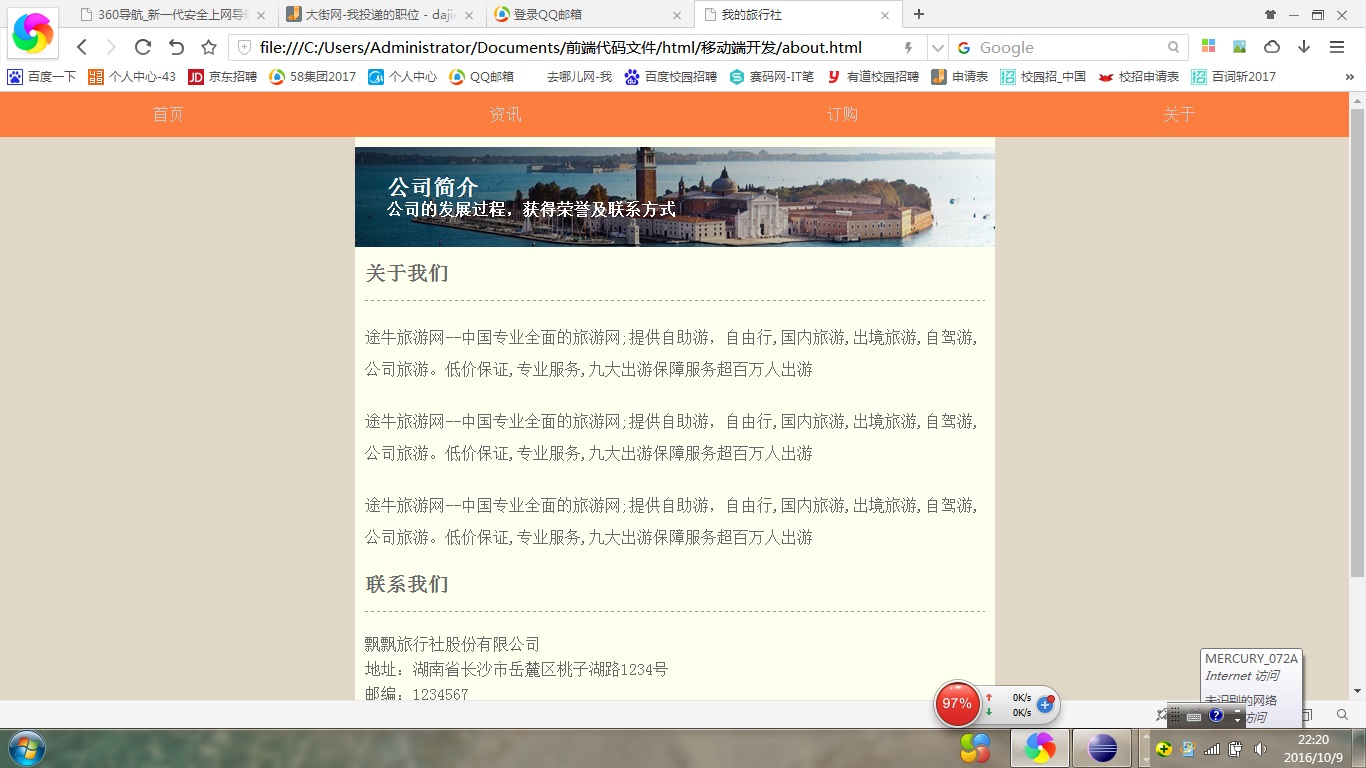 360导航_新一代安全上网导航
大街网-我投递的职位 - dajie
登录QQ邮箱
我的旅行社
file:///C:/Users/Administrator/Documents/前端代码文件/html/移动端开发/about.html
Google
百度一下
个人中心-43
京东招聘
58集团2017
个人中心
QQ邮箱
去哪儿网-我
百度校园招聘
赛码网-IT笔
有道校园招聘
申请表
校园招_中国
校招申请表
百词斩2017
首页
资讯
订购
关于
公司简介
公司的发展过程，获得荣誉及联系方式
关于我们
途牛旅游网--中国专业全面的旅游网;提供自助游，自由行,国内旅游,出境旅游,自驾游,
公司旅游。低价保证,专业服务,九大出游保障服务超百万人出游
途牛旅游网--中国专业全面的旅游网;提供自助游，自由行,国内旅游,出境旅游,自驾游,
公司旅游。低价保证,专业服务,九大出游保障服务超百万人出游
途牛旅游网--中国专业全面的旅游网;提供自助游，自由行,国内旅游,出境旅游,自驾游,
公司旅游。低价保证,专业服务,九大出游保障服务超百万人出游
联系我们
飘飘旅行社股份有限公司
地址：湖南省长沙市岳麓区桃子湖路1234号
邮编：1234567
MERCURY_072A
Internet 访问
未识别的网络
访问
97%
0K/s
0K/s
22:20
2016/10/9